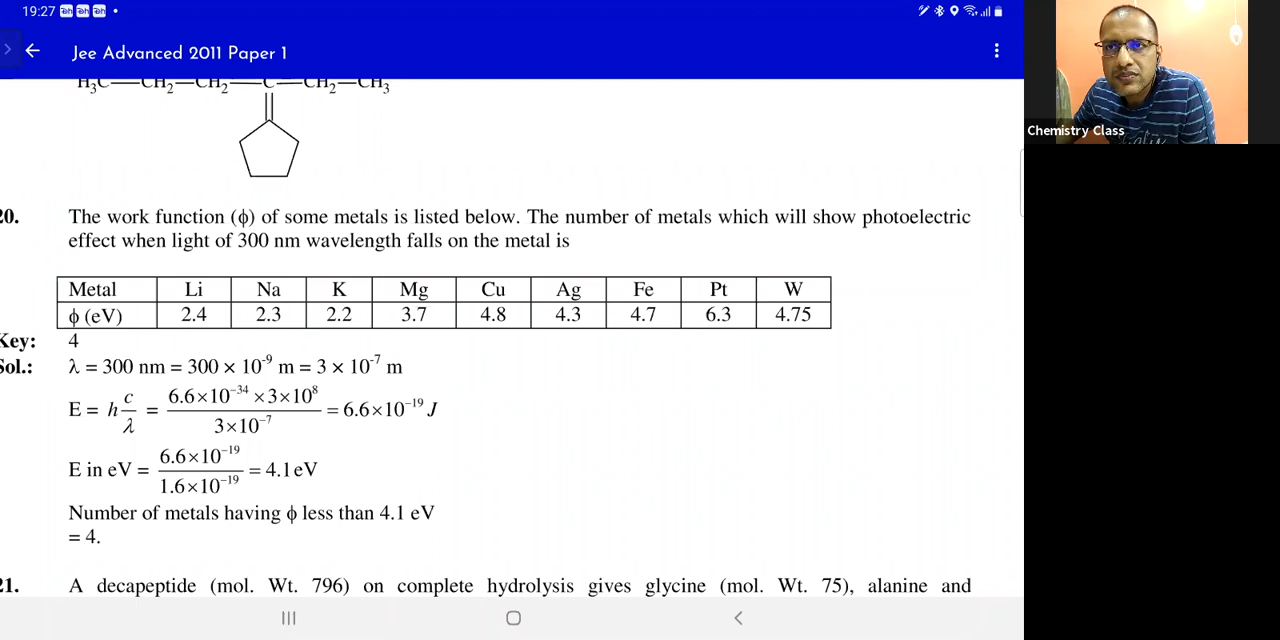 19:27
Jee Advanced 2011 Paper 1
H₃C—CH₂—CH₂—C—CH₂—CH₃
20. The work function (ϕ) of some metals is listed below. The number of metals which will show photoelectric
effect when light of 300 nm wavelength falls on the metal is
Metal Li Na K Mg Cu Ag Fe Pt W
ϕ (eV) 2.4 2.3 2.2 3.7 4.8 4.3 4.7 6.3 4.75
Key: 4
Sol.: λ = 300 nm = 300 × 10⁻⁹ m = 3 × 10⁻⁷ m
E = h c/λ = 6.6×10⁻³⁴ ×3×10⁸ / 3×10⁻⁷ = 6.6×10⁻¹⁹ J
E in eV = 6.6×10⁻¹⁹ / 1.6×10⁻¹⁹ = 4.1eV
Number of metals having ϕ less than 4.1 eV
= 4.
21. A decapeptide (mol. Wt. 796) on complete hydrolysis gives glycine (mol. Wt. 75), alanine and
Chemistry Class